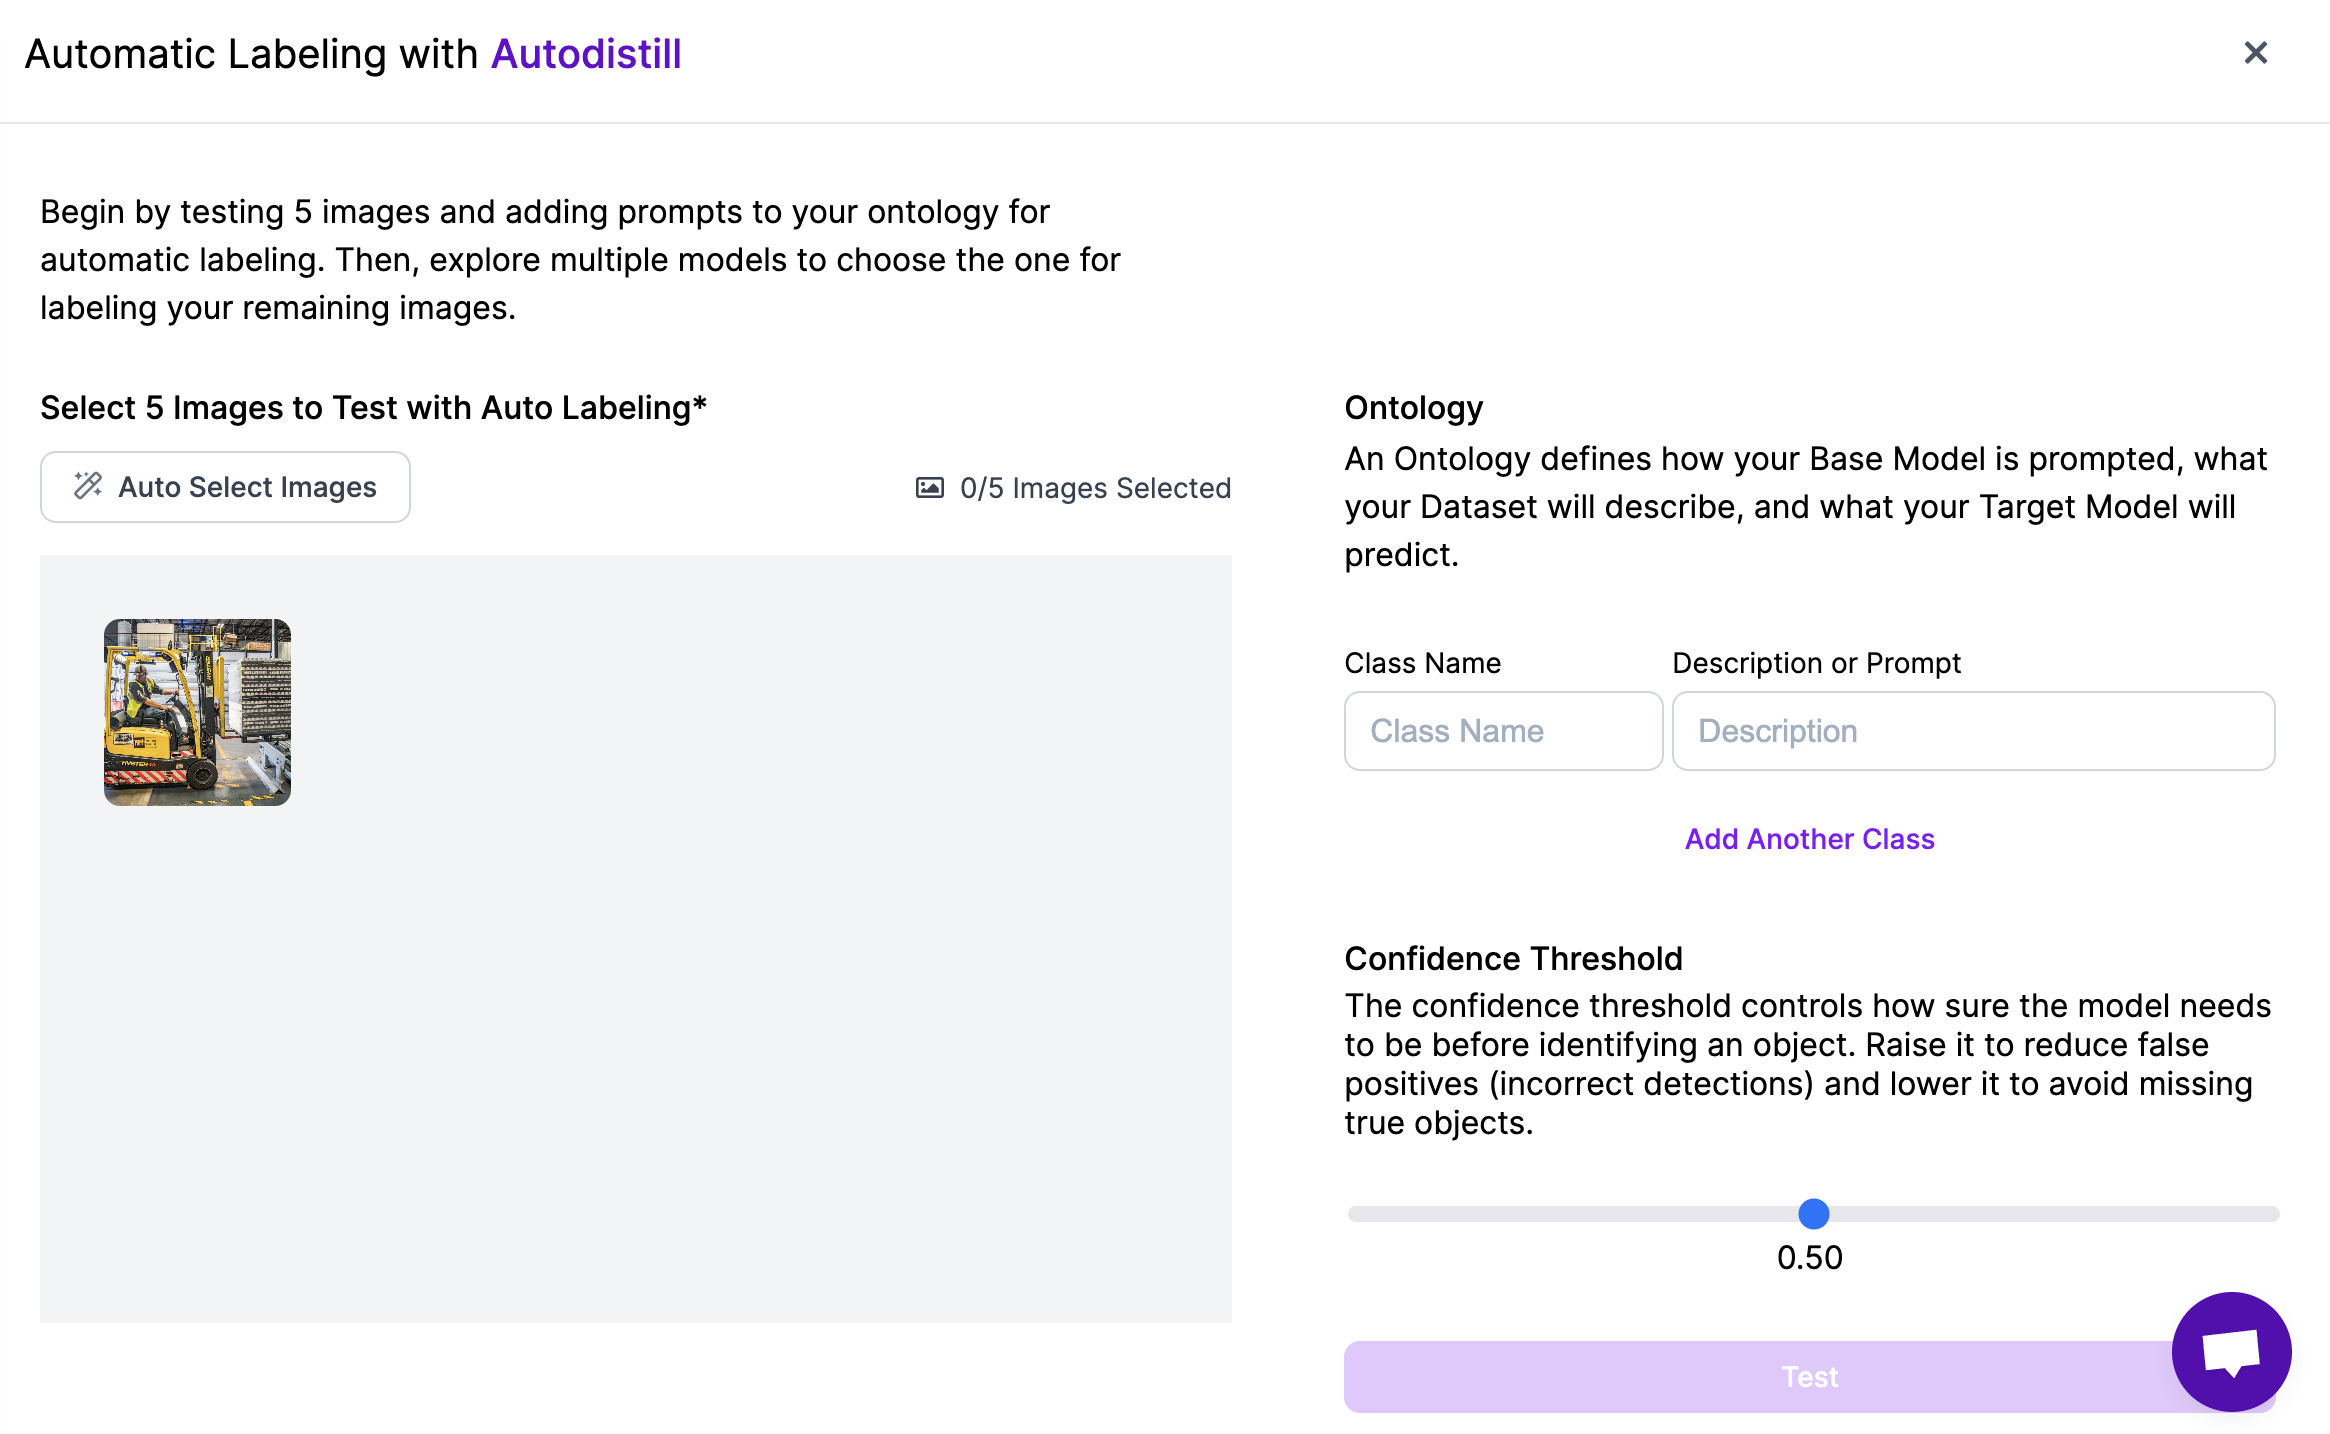 Automatic Labeling with Autodistill
Begin by testing 5 images and adding prompts to your ontology for
automatic labeling. Then, explore multiple models to choose the one for
labeling your remaining images.
Select 5 Images to Test with Auto Labeling*
Auto Select Images
0/5 Images Selected
Ontology
An Ontology defines how your Base Model is prompted, what
your Dataset will describe, and what your Target Model will
predict.
Class Name
Description or Prompt
Class Name
Description
Add Another Class
Confidence Threshold
The confidence threshold controls how sure the model needs
to be before identifying an object. Raise it to reduce false
positives (incorrect detections) and lower it to avoid missing
true objects.
0.50
Test